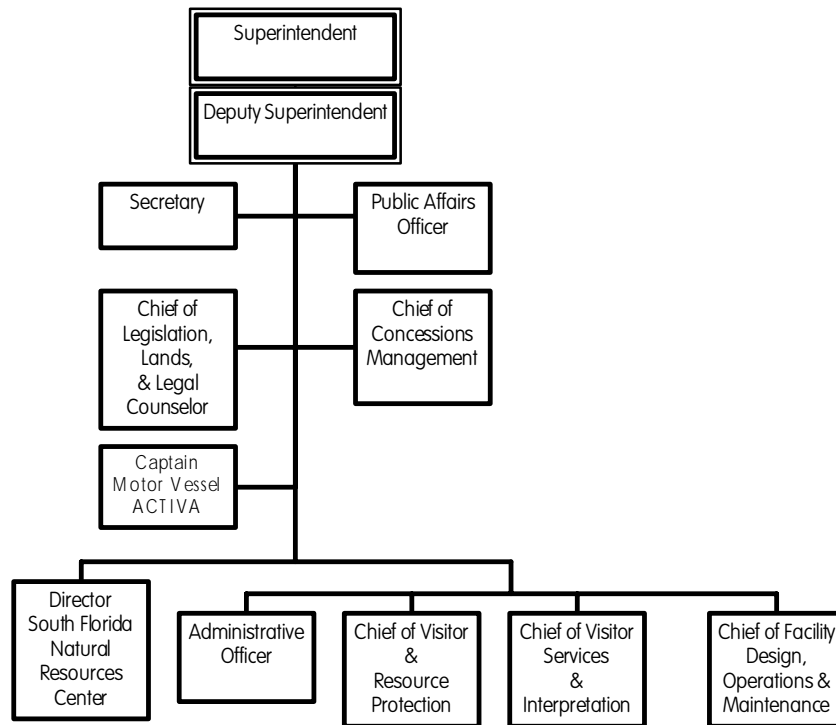 Superintendent
Deputy Superintendent
Secretary
Public Affairs
Officer
Chief of
Legislation,
Lands,
& Legal
Counselor
Chief of
Concessions
Management
Captain
Motor Vessel
ACTIVA
Director
South Florida
Natural
Resources
Center
Administrative
Officer
Chief of Visitor
&
Resource
Protection
Chief of Visitor
Services
&
Interpretation
Chief of Facility
Design,
Operations &
Maintenance